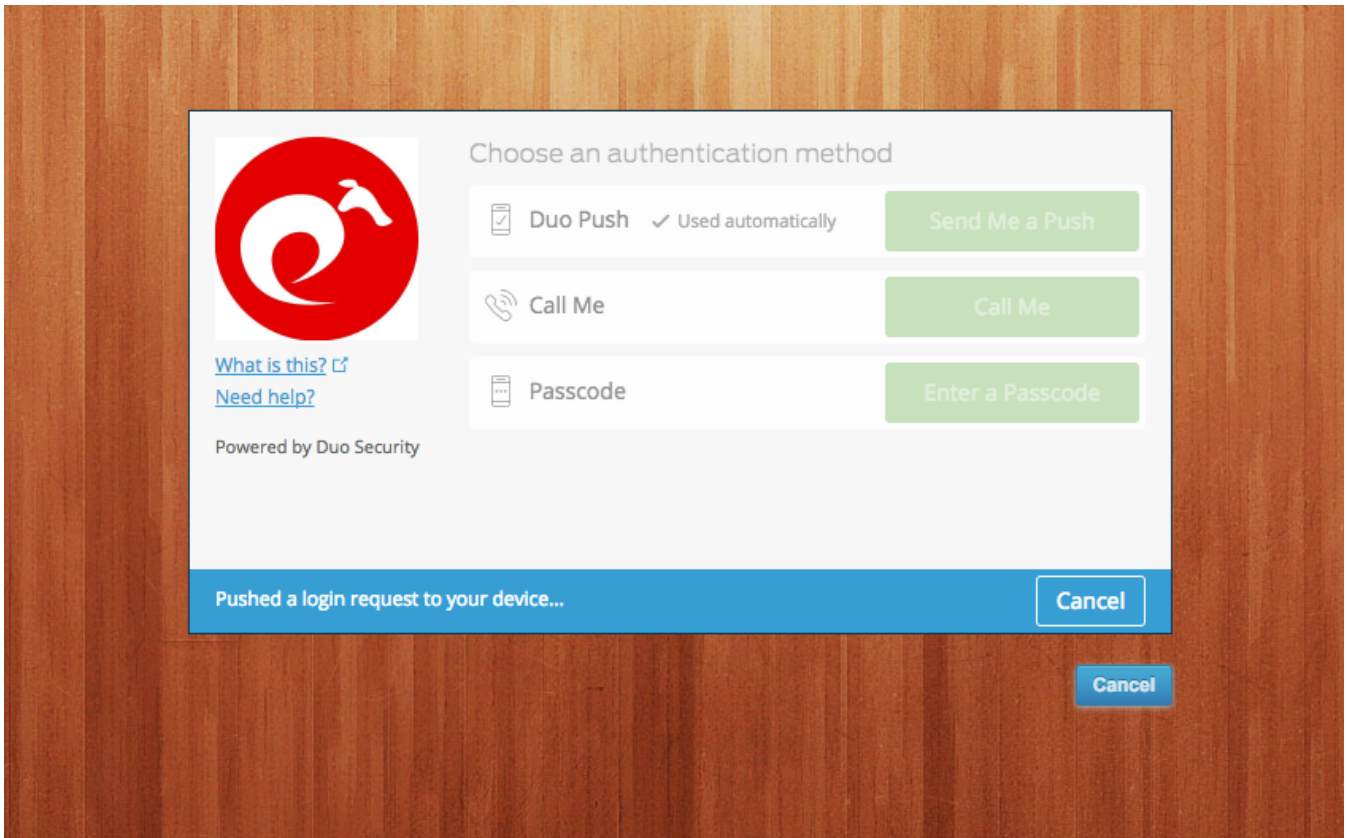 Choose an authentication method
Duo Push ✓ Used automatically
Send Me a Push
Call Me
Call Me
Passcode
Enter a Passcode
What is this?
Need help?
Powered by Duo Security
Pushed a login request to your device...
Cancel
Cancel